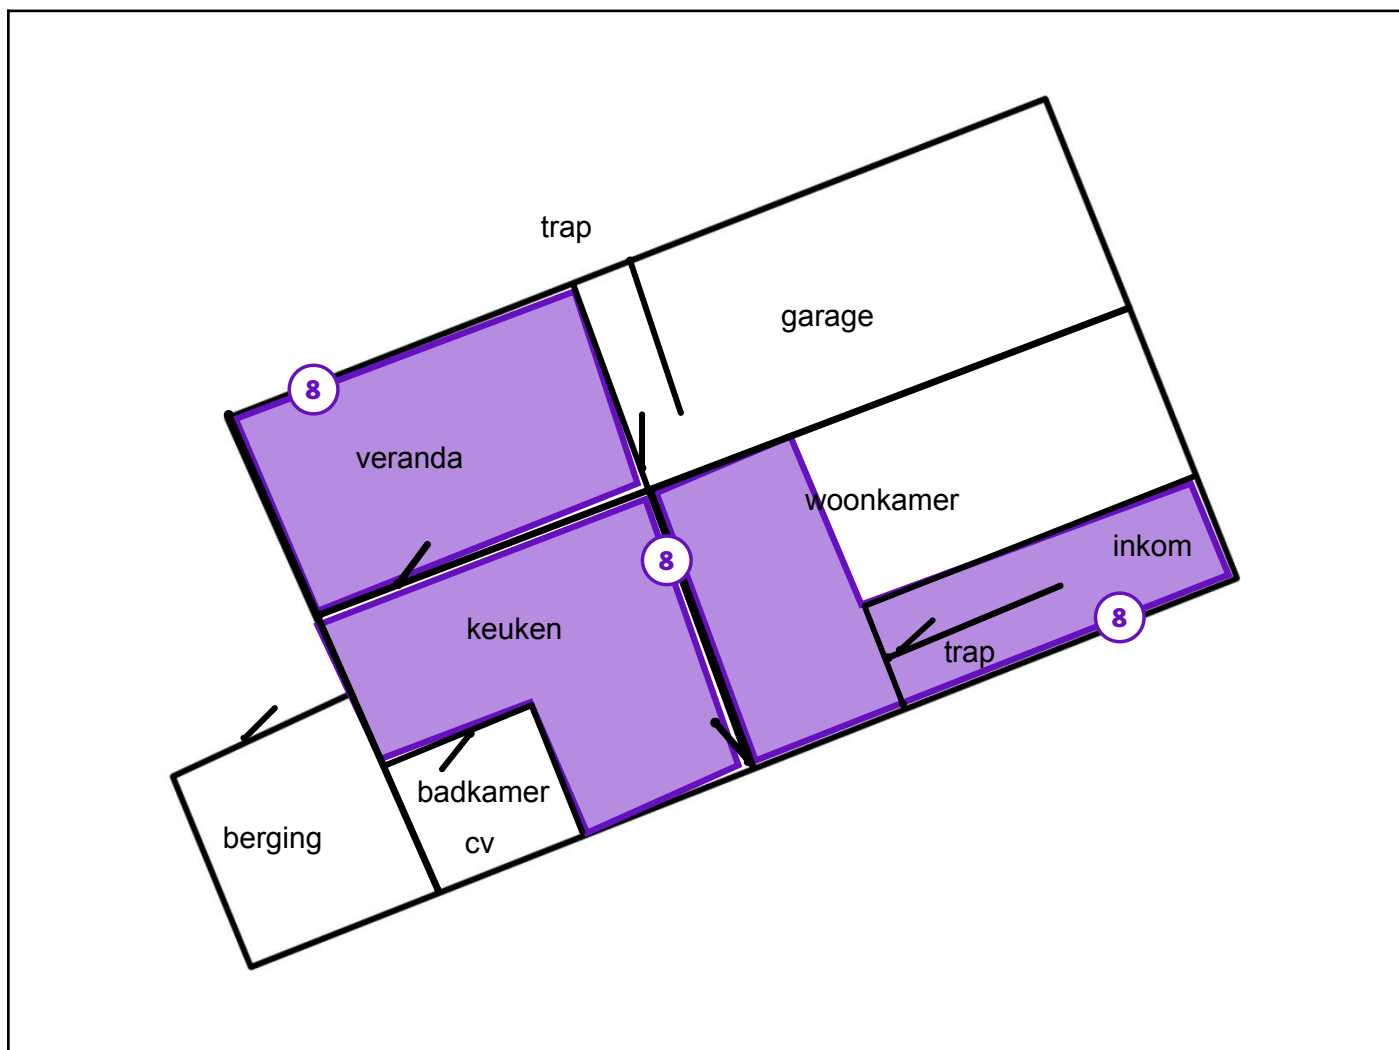 trap
garage
8
veranda
woonkamer
inkom
8
keuken
8
trap
badkamer
berging
cv